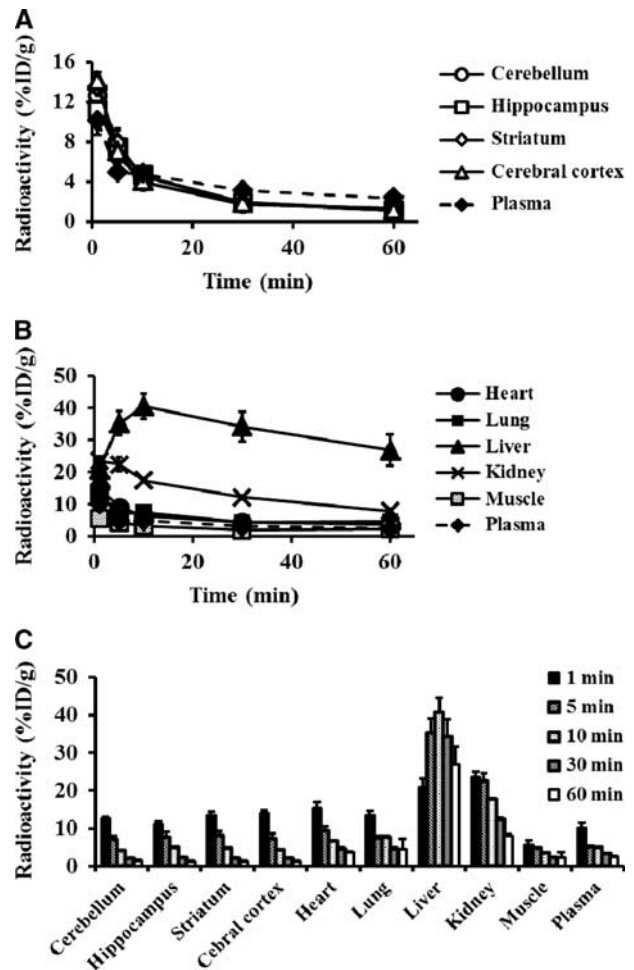 A
Radioactivity (%ID/g)
16
12
8
4
0
0 20 40 60
Time (min)
Cerebellum
Hippocampus
Striatum
Cerebral cortex
Plasma
B
Radioactivity (%ID/g)
50
40
30
20
10
0
0 20 40 60
Time (min)
Heart
Lung
Liver
Kidney
Muscle
Plasma
C
Radioactivity (%ID/g)
50
40
30
20
10
0
1 min
5 min
10 min
30 min
60 min
Cerebellum
Hippocampus
Striatum
Cebral cortex
Heart
Lung
Liver
Kidney
Muscle
Plasma